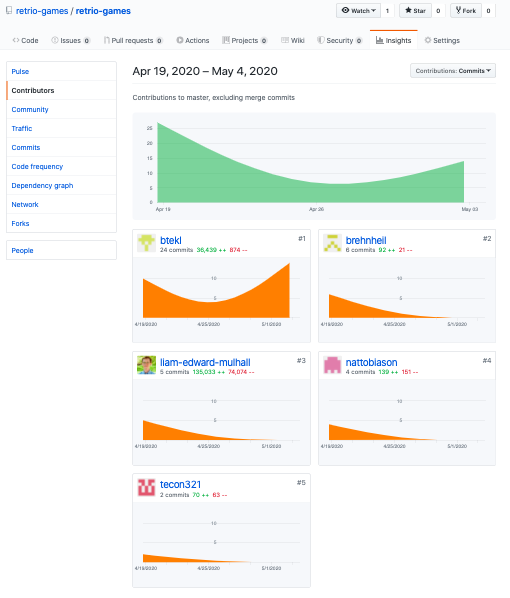 retrio-games / retrio-games
Watch 1 Star 0 Fork 0
Code Issues 0 Pull requests 0 Actions Projects 0 Wiki Security 0 Insights Settings
Pulse
Contributors
Community
Traffic
Commits
Code frequency
Dependency graph
Network
Forks
People
Apr 19, 2020 – May 4, 2020
Contributions: Commits
Contributions to master, excluding merge commits
25
20
15
10
5
0
Apr 19 Apr 26 May 03
btekl #1
24 commits 36,439 ++ 874 --
10
5
4/19/2020 4/25/2020 5/1/2020
brehnheil #2
6 commits 92 ++ 21 --
10
5
4/19/2020 4/25/2020 5/1/2020
liam-edward-mulhall #3
5 commits 135,033 ++ 74,074 --
10
5
4/19/2020 4/25/2020 5/1/2020
nattobiason #4
4 commits 139 ++ 151 --
10
5
4/19/2020 4/25/2020 5/1/2020
tecon321 #5
2 commits 70 ++ 63 --
10
5
4/19/2020 4/25/2020 5/1/2020